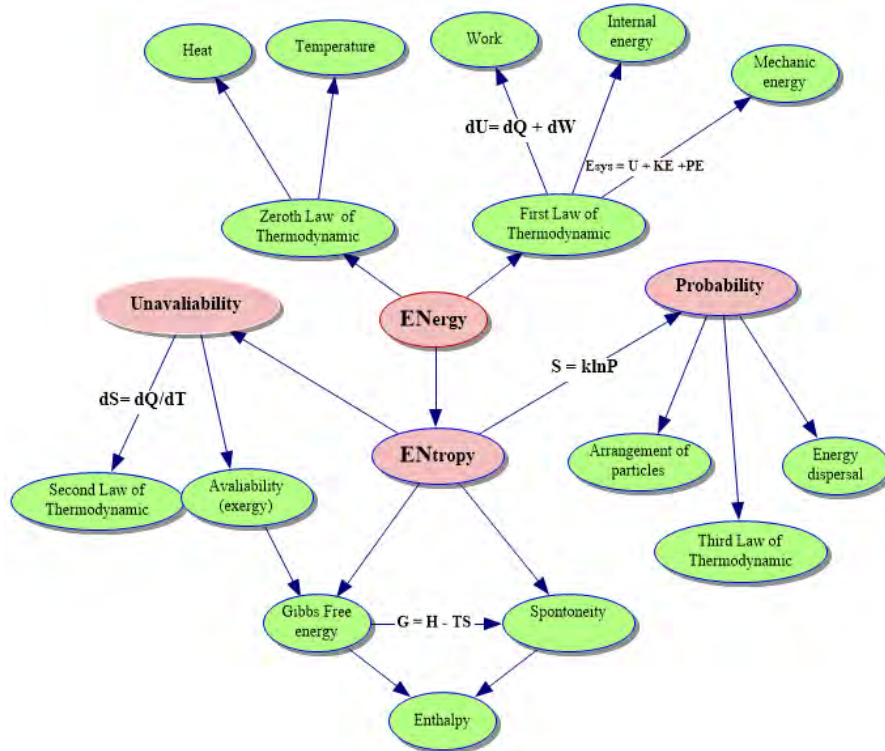 Heat
Temperature
Work
Internal
energy
Mechanic
energy
dU= dQ + dW
Esys = U + KE +PE
Zeroth Law of
Thermodynamic
First Law of
Thermodynamic
Unavaliability
ENergy
Probability
S = klnP
dS= dQ/dT
ENtropy
Arrangement of
particles
Energy
dispersal
Second Law of
Thermodynamic
Avaliability
(exergy)
Third Law of
Thermodynamic
Gibbs Free
energy
G = H - TS
Spontoneity
Enthalpy